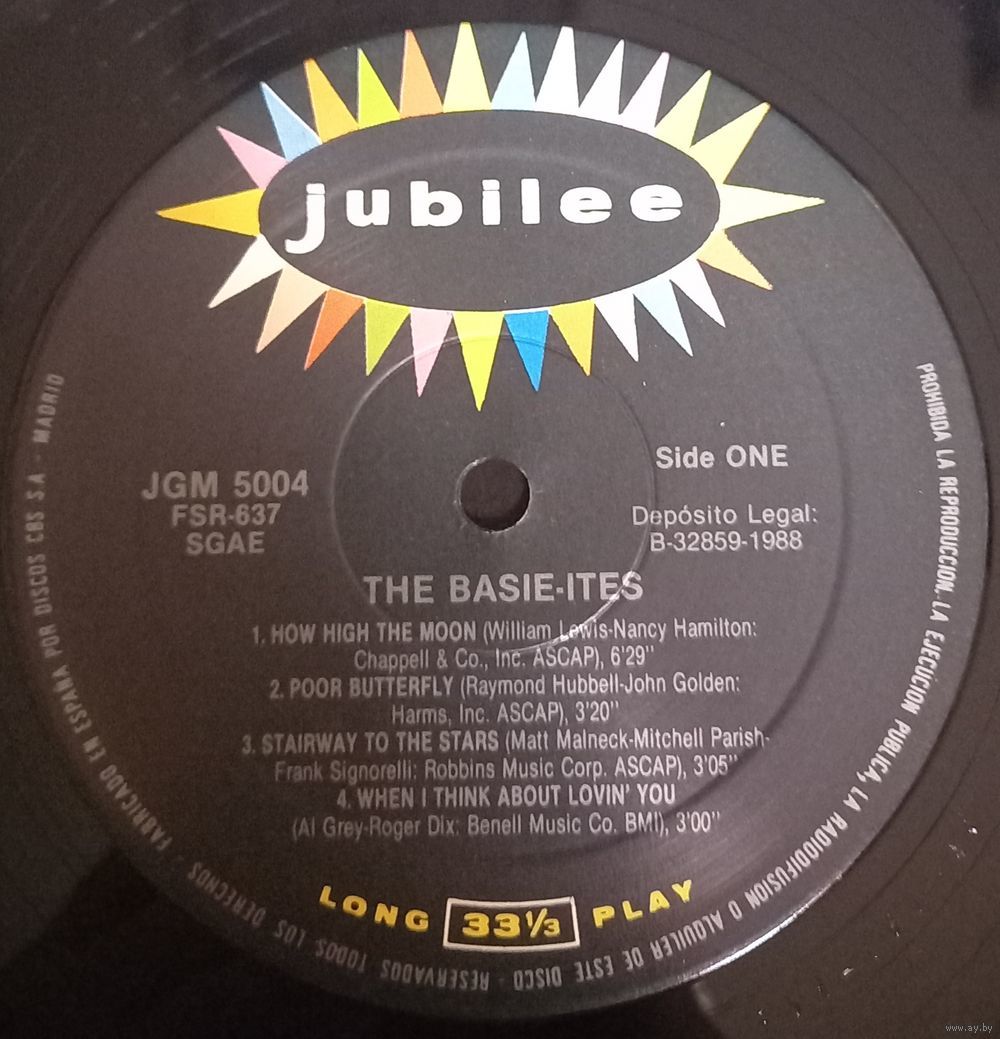 jubilee
JGM 5004
FSR-637
SGAE
Side ONE
Depósito Legal:
B-32859-1988
THE BASIE-ITES
1. HOW HIGH THE MOON (William Lewis-Nancy Hamilton:
Chappell & Co., Inc. ASCAP), 6'29"
2. POOR BUTTERFLY (Raymond Hubbell-John Golden:
Harms, Inc. ASCAP), 3'20"
3. STAIRWAY TO THE STARS (Matt Malneck-Mitchell Parish-
Frank Signorelli: Robbins Music Corp. ASCAP), 3'05"
4. WHEN I THINK ABOUT LOVIN' YOU
(Al Grey-Roger Dix: Benell Music Co. BMI), 3'00"
LONG 33⅓ PLAY
PROHIBIDA LA REPRODUCCION, LA EJECUCION PUBLICA, LA RADIODIFUSION O ALQUILER DE ESTE DISCO - RESERVADOS TODOS LOS DERECHOS - FABRICADO EN ESPAÑA POR DISCOS CBS S.A - MADRID
www.ay.by